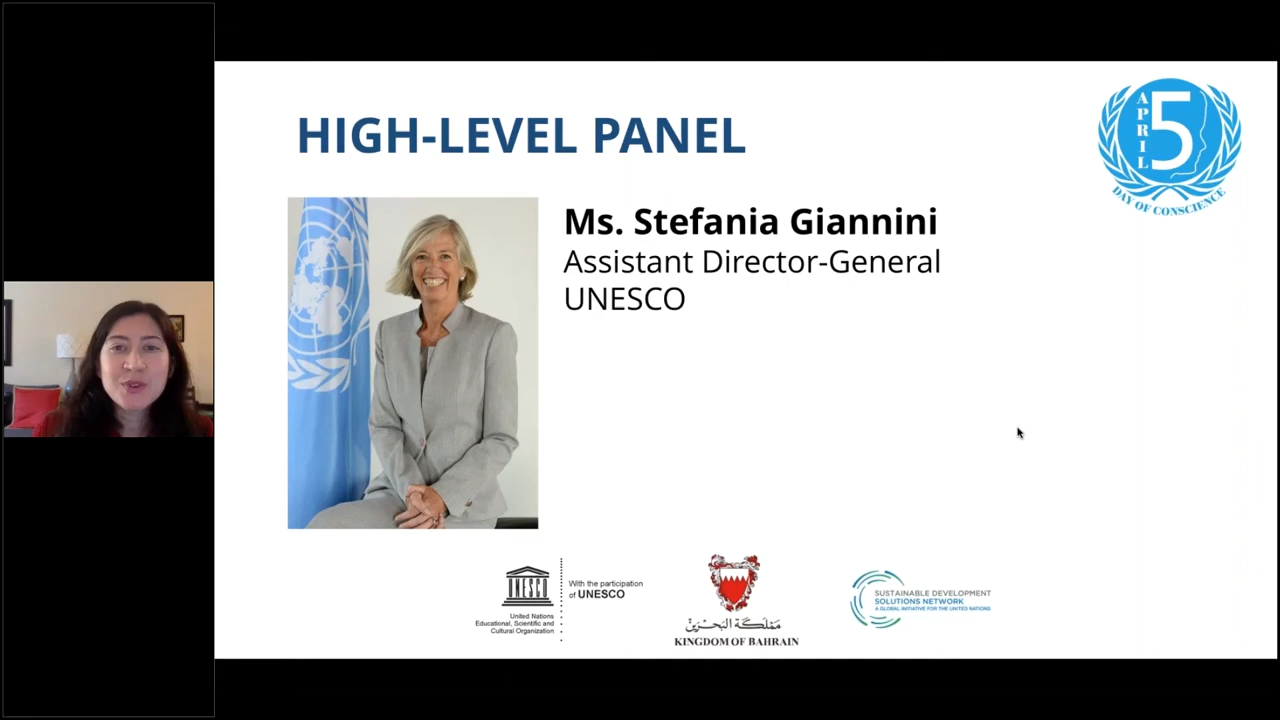 HIGH-LEVEL PANEL
APRIL
5
DAY OF CONSCIENCE
Ms. Stefania Giannini
Assistant Director-General
UNESCO
UNESCO
United Nations
Educational, Scientific and
Cultural Organization
With the participation
of UNESCO
مملكة البحرين
KINGDOM OF BAHRAIN
SUSTAINABLE DEVELOPMENT
SOLUTIONS NETWORK
A GLOBAL INITIATIVE FOR THE UNITED NATIONS